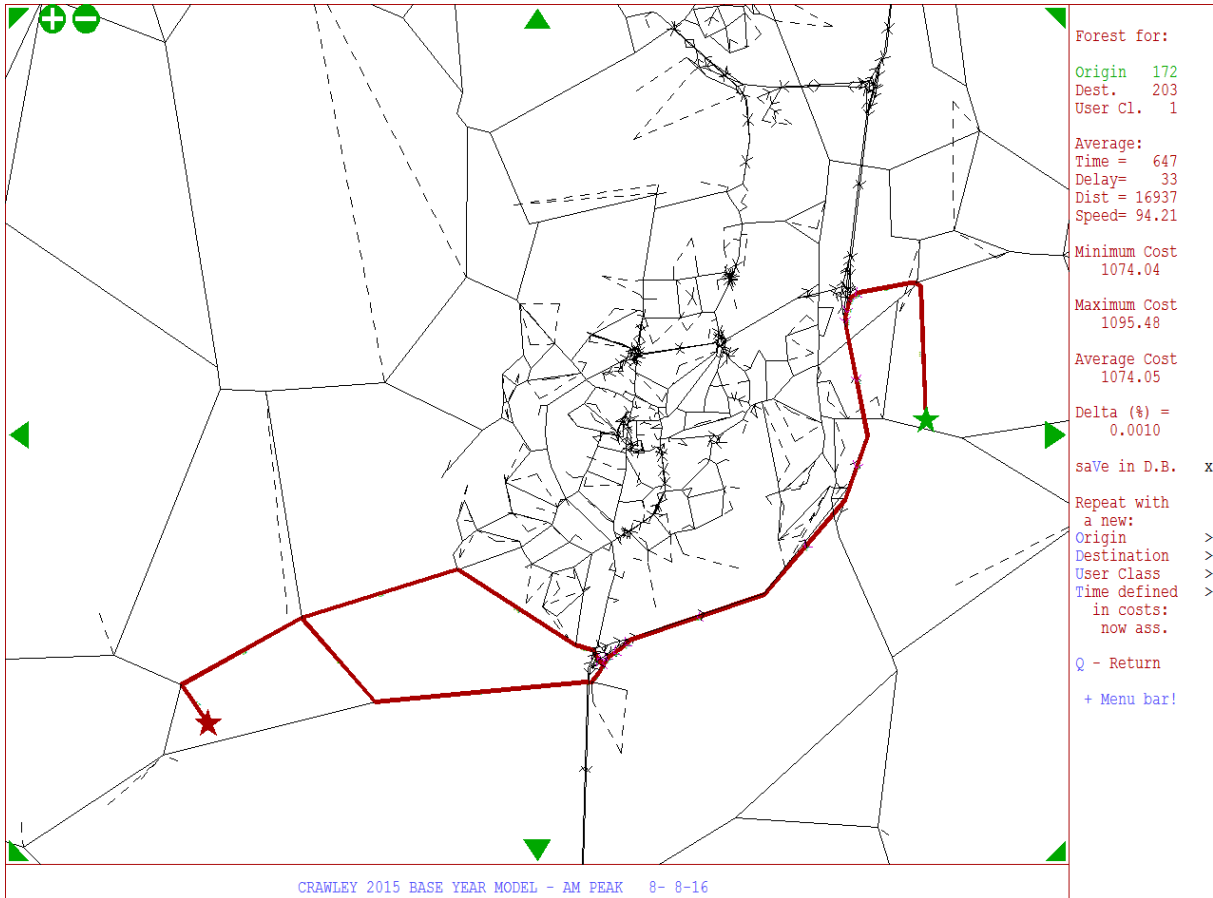 Forest for:
Origin 172
Dest. 203
User Cl. 1
Average:
Time = 647
Delay= 33
Dist = 16937
Speed= 94.21
Minimum Cost
1074.04
Maximum Cost
1095.48
Average Cost
1074.05
Delta (%) =
0.0010
saVe in D.B. x
Repeat with
a new:
Origin >
Destination >
User Class >
Time defined >
in costs:
now ass.
Q - Return
+ Menu bar!
CRAWLEY 2015 BASE YEAR MODEL - AM PEAK 8- 8-16